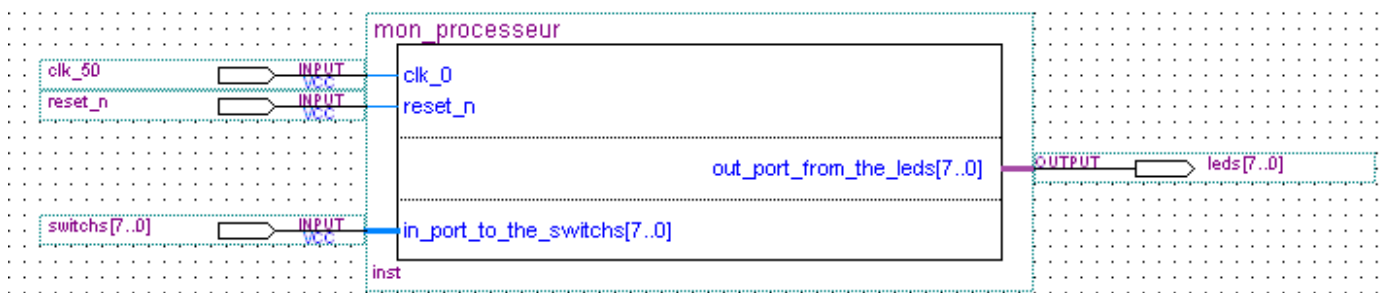 mon_processeur
clk_50 INPUT VCC clk_0
reset_n INPUT VCC reset_n
out_port_from_the_leds[7..0] OUTPUT leds[7..0]
switchs[7..0] INPUT VCC in_port_to_the_switchs[7..0]
inst